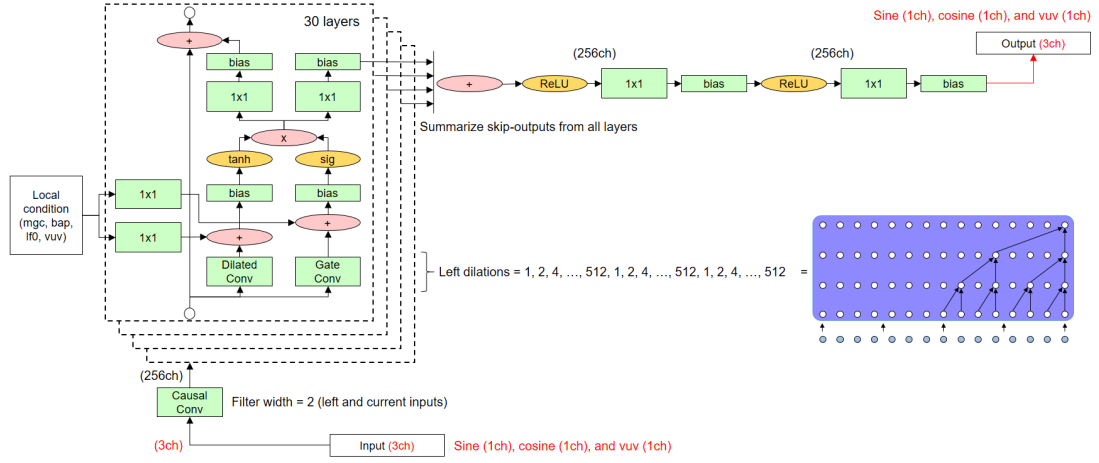 Sine (1ch), cosine (1ch), and vuv (1ch)
30 layers
Output (3ch)
+
(256ch)
(256ch)
bias
bias
+
ReLU
1x1
bias
ReLU
1x1
bias
1x1
1x1
Summarize skip-outputs from all layers
x
tanh
sig
Local
condition
(mgc, bap,
lf0, vuv)
1x1
bias
bias
1x1
+
+
Dilated
Conv
Gate
Conv
Left dilations = 1, 2, 4, …, 512, 1, 2, 4, …, 512, 1, 2, 4, …, 512
=
(256ch)
Causal
Conv
Filter width = 2 (left and current inputs)
(3ch)
Input (3ch)
Sine (1ch), cosine (1ch), and vuv (1ch)